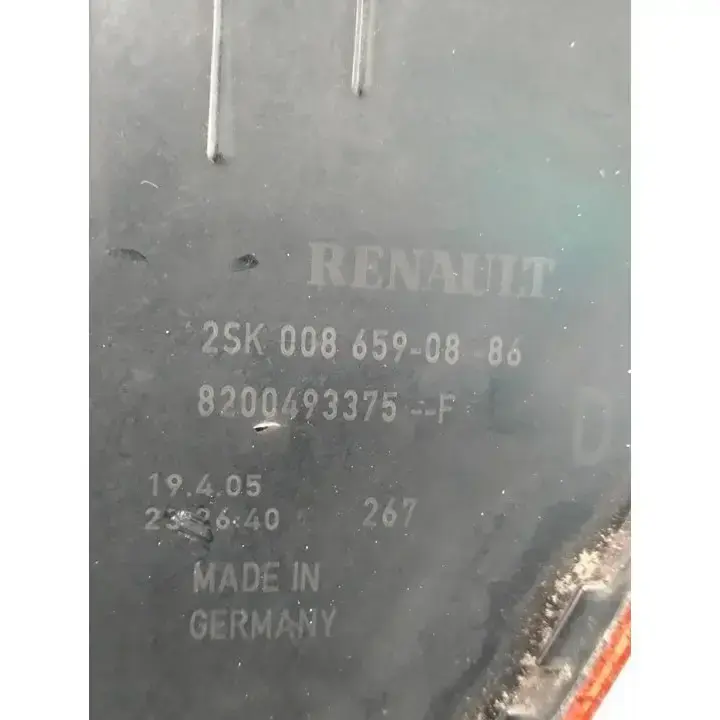 RENAULT
2SK 008 659-08 -86
8200493375 --F
D
19.4.05
267
MADE IN
GERMANY